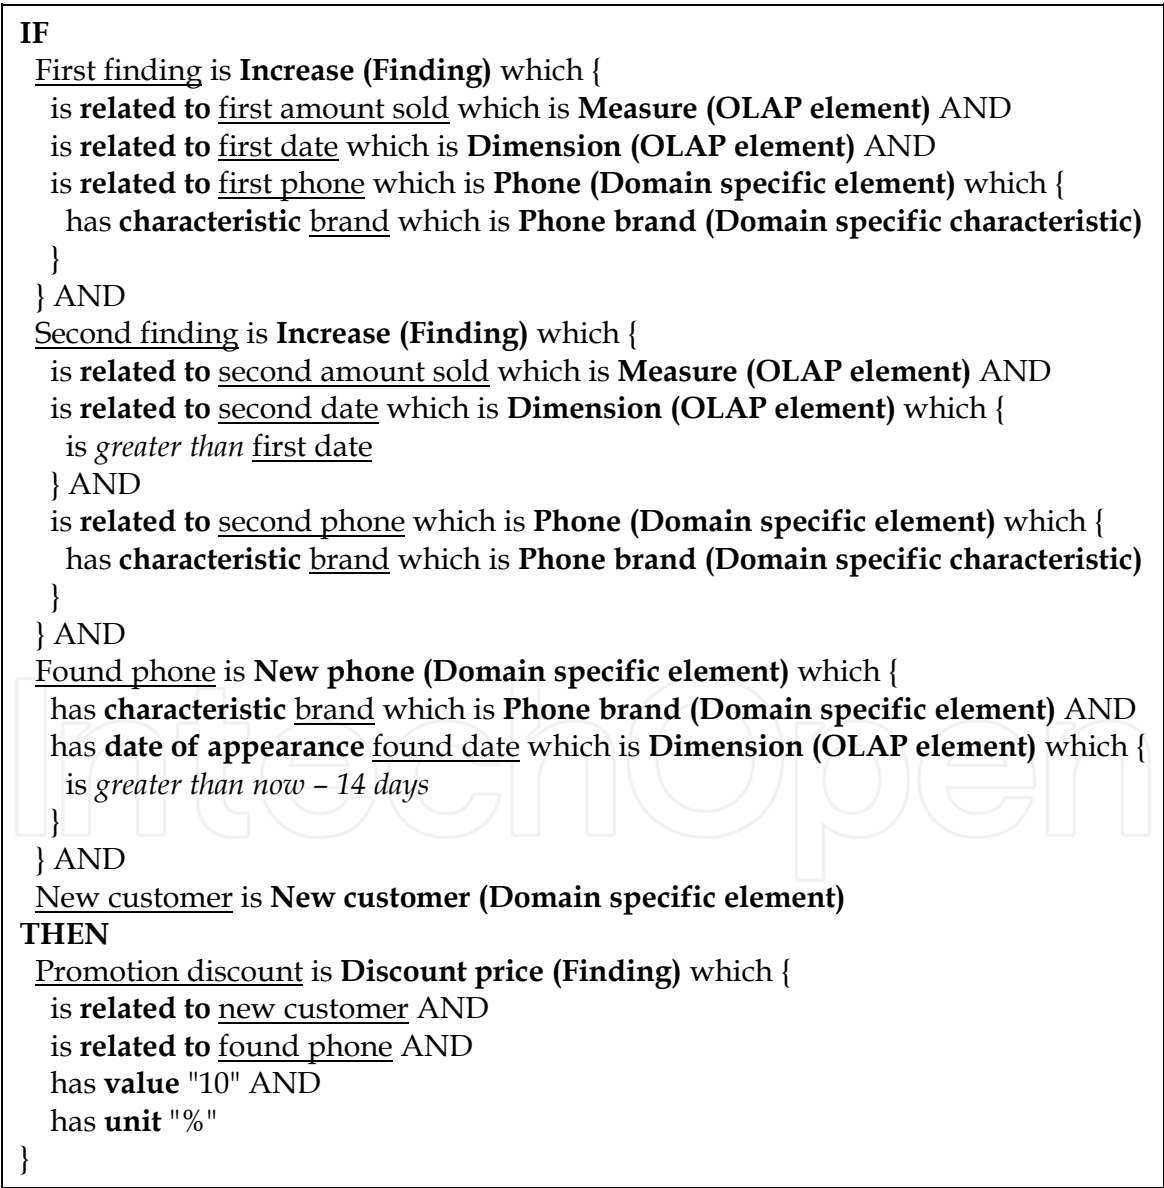 IF
First finding is Increase (Finding) which {
is related to first amount sold which is Measure (OLAP element) AND
is related to first date which is Dimension (OLAP element) AND
is related to first phone which is Phone (Domain specific element) which {
has characteristic brand which is Phone brand (Domain specific characteristic)
}
} AND
Second finding is Increase (Finding) which {
is related to second amount sold which is Measure (OLAP element) AND
is related to second date which is Dimension (OLAP element) which {
is greater than first date
} AND
is related to second phone which is Phone (Domain specific element) which {
has characteristic brand which is Phone brand (Domain specific characteristic)
}
} AND
Found phone is New phone (Domain specific element) which {
has characteristic brand which is Phone brand (Domain specific element) AND
has date of appearance found date which is Dimension (OLAP element) which {
is greater than now – 14 days
}
} AND
New customer is New customer (Domain specific element)
THEN
Promotion discount is Discount price (Finding) which {
is related to new customer AND
is related to found phone AND
has value "10" AND
has unit "%"
}
IntechOpen